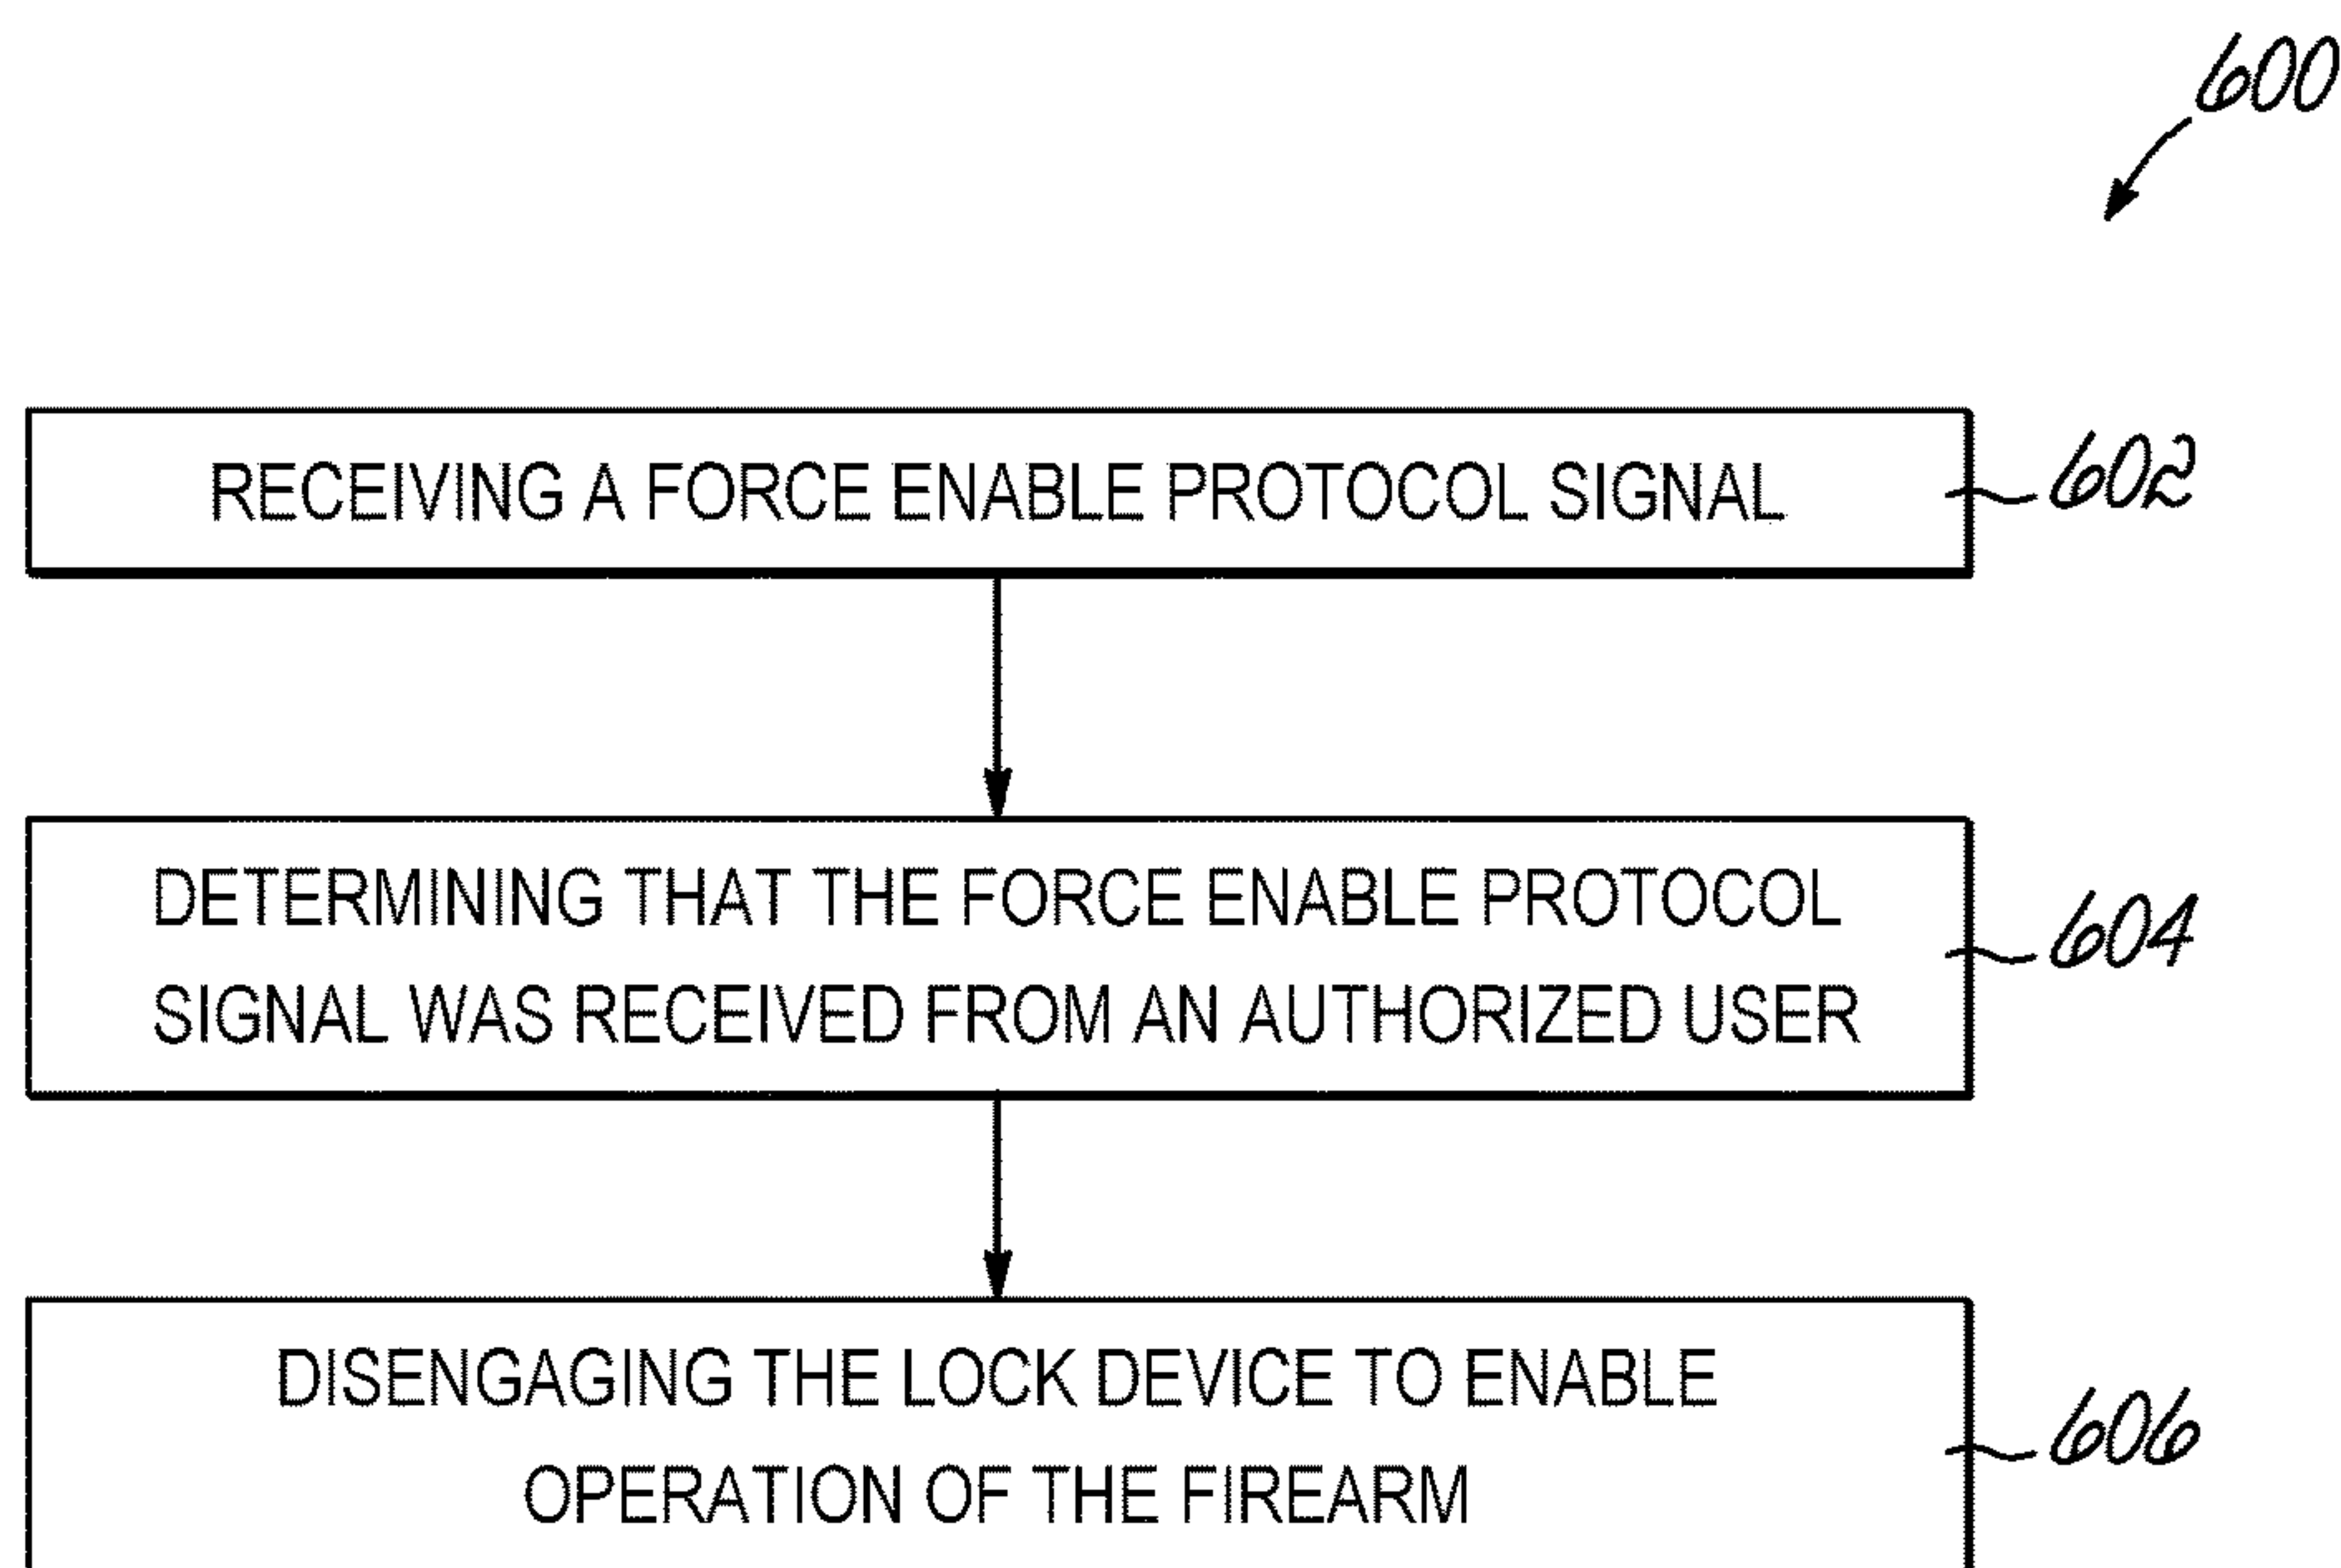 600
RECEIVING A FORCE ENABLE PROTOCOL SIGNAL
602
DETERMINING THAT THE FORCE ENABLE PROTOCOL
SIGNAL WAS RECEIVED FROM AN AUTHORIZED USER
604
DISENGAGING THE LOCK DEVICE TO ENABLE
OPERATION OF THE FIREARM
606